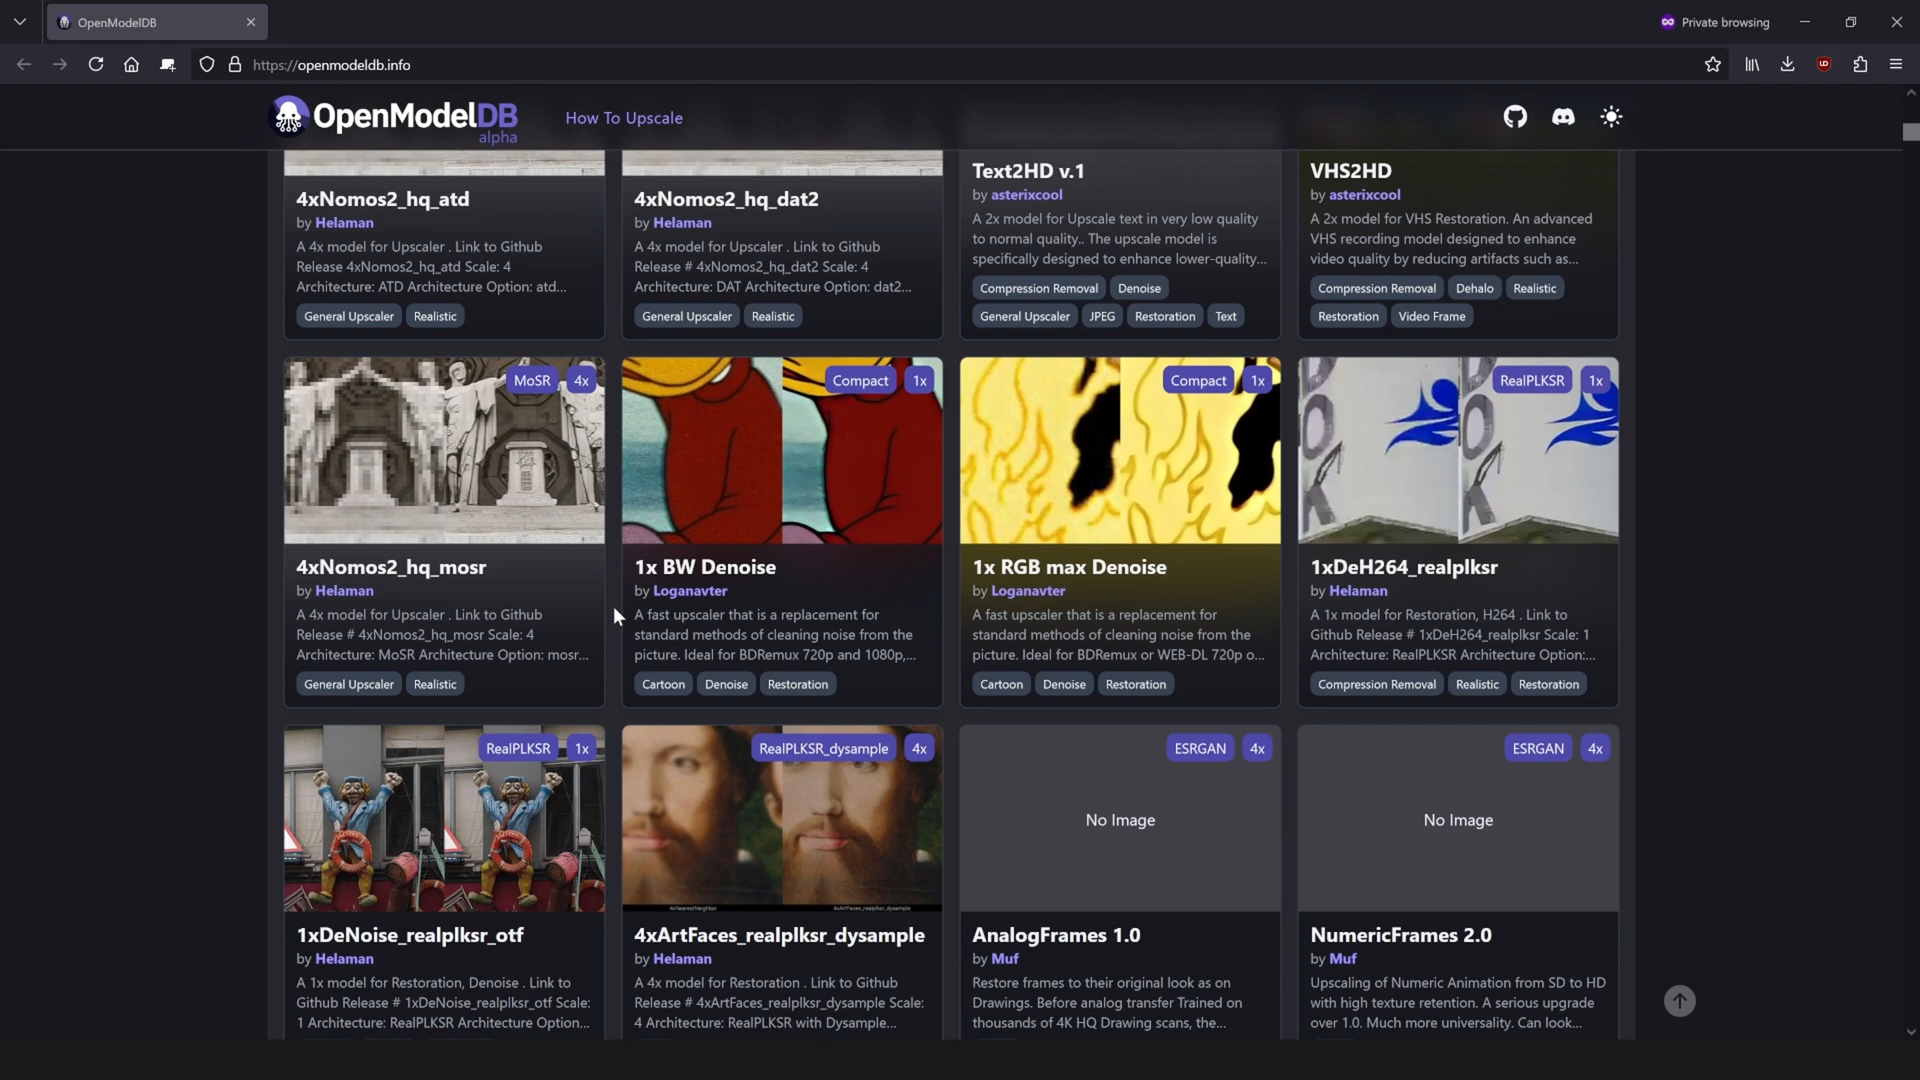 OpenModelDB
Private browsing
https://openmodeldb.info
OpenModelDB
alpha
How To Upscale
4xNomos2_hq_atd
by Helaman
A 4x model for Upscaler . Link to Github
Release 4xNomos2_hq_atd Scale: 4
Architecture: ATD Architecture Option: atd...
General Upscaler
Realistic
4xNomos2_hq_dat2
by Helaman
A 4x model for Upscaler . Link to Github
Release # 4xNomos2_hq_dat2 Scale: 4
Architecture: DAT Architecture Option: dat2...
General Upscaler
Realistic
Text2HD v.1
by asterixcool
A 2x model for Upscale text in very low quality
to normal quality.. The upscale model is
specifically designed to enhance lower-quality...
Compression Removal
Denoise
General Upscaler
JPEG
Restoration
Text
VHS2HD
by asterixcool
A 2x model for VHS Restoration. An advanced
VHS recording model designed to enhance
video quality by reducing artifacts such as...
Compression Removal
Dehalo
Realistic
Restoration
Video Frame
MoSR
4x
4xNomos2_hq_mosr
by Helaman
A 4x model for Upscaler . Link to Github
Release # 4xNomos2_hq_mosr Scale: 4
Architecture: MoSR Architecture Option: mosr...
General Upscaler
Realistic
Compact
1x
1x BW Denoise
by Loganavter
A fast upscaler that is a replacement for
standard methods of cleaning noise from the
picture. Ideal for BDRemux 720p and 1080p,...
Cartoon
Denoise
Restoration
Compact
1x
1x RGB max Denoise
by Loganavter
A fast upscaler that is a replacement for
standard methods of cleaning noise from the
picture. Ideal for BDRemux or WEB-DL 720p o...
Cartoon
Denoise
Restoration
RealPLKSR
1x
1xDeH264_realplksr
by Helaman
A 1x model for Restoration, H264 . Link to
Github Release # 1xDeH264_realplksr Scale: 1
Architecture: RealPLKSR Architecture Option:...
Compression Removal
Realistic
Restoration
RealPLKSR
1x
1xDeNoise_realplksr_otf
by Helaman
A 1x model for Restoration, Denoise . Link to
Github Release # 1xDeNoise_realplksr_otf Scale:
1 Architecture: RealPLKSR Architecture Option...
RealPLKSR_dysample
4x
4xNearestNeighbor
4xArtFaces_realplksr_dysample
4xArtFaces_realplksr_dysample
by Helaman
A 4x model for Restoration . Link to Github
Release # 4xArtFaces_realplksr_dysample Scale:
4 Architecture: RealPLKSR with Dysample...
ESRGAN
4x
No Image
AnalogFrames 1.0
by Muf
Restore frames to their original look as on
Drawings. Before analog transfer Trained on
thousands of 4K HQ Drawing scans, the...
ESRGAN
4x
No Image
NumericFrames 2.0
by Muf
Upscaling of Numeric Animation from SD to HD
with high texture retention. A serious upgrade
over 1.0. Much more universality. Can look...